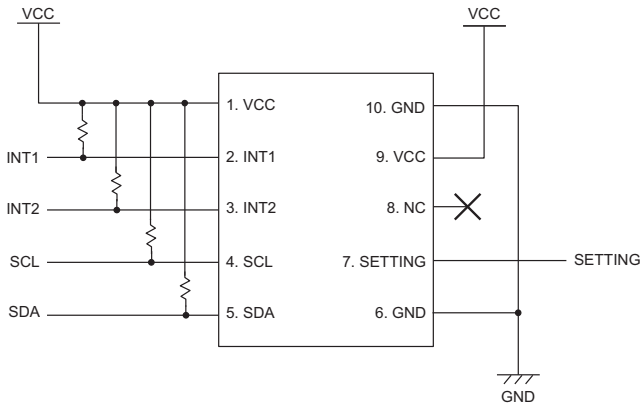 VCC
VCC
1. VCC
10. GND
INT1
2. INT1
9. VCC
INT2
3. INT2
8. NC
SCL
4. SCL
7. SETTING
SETTING
SDA
5. SDA
6. GND
GND